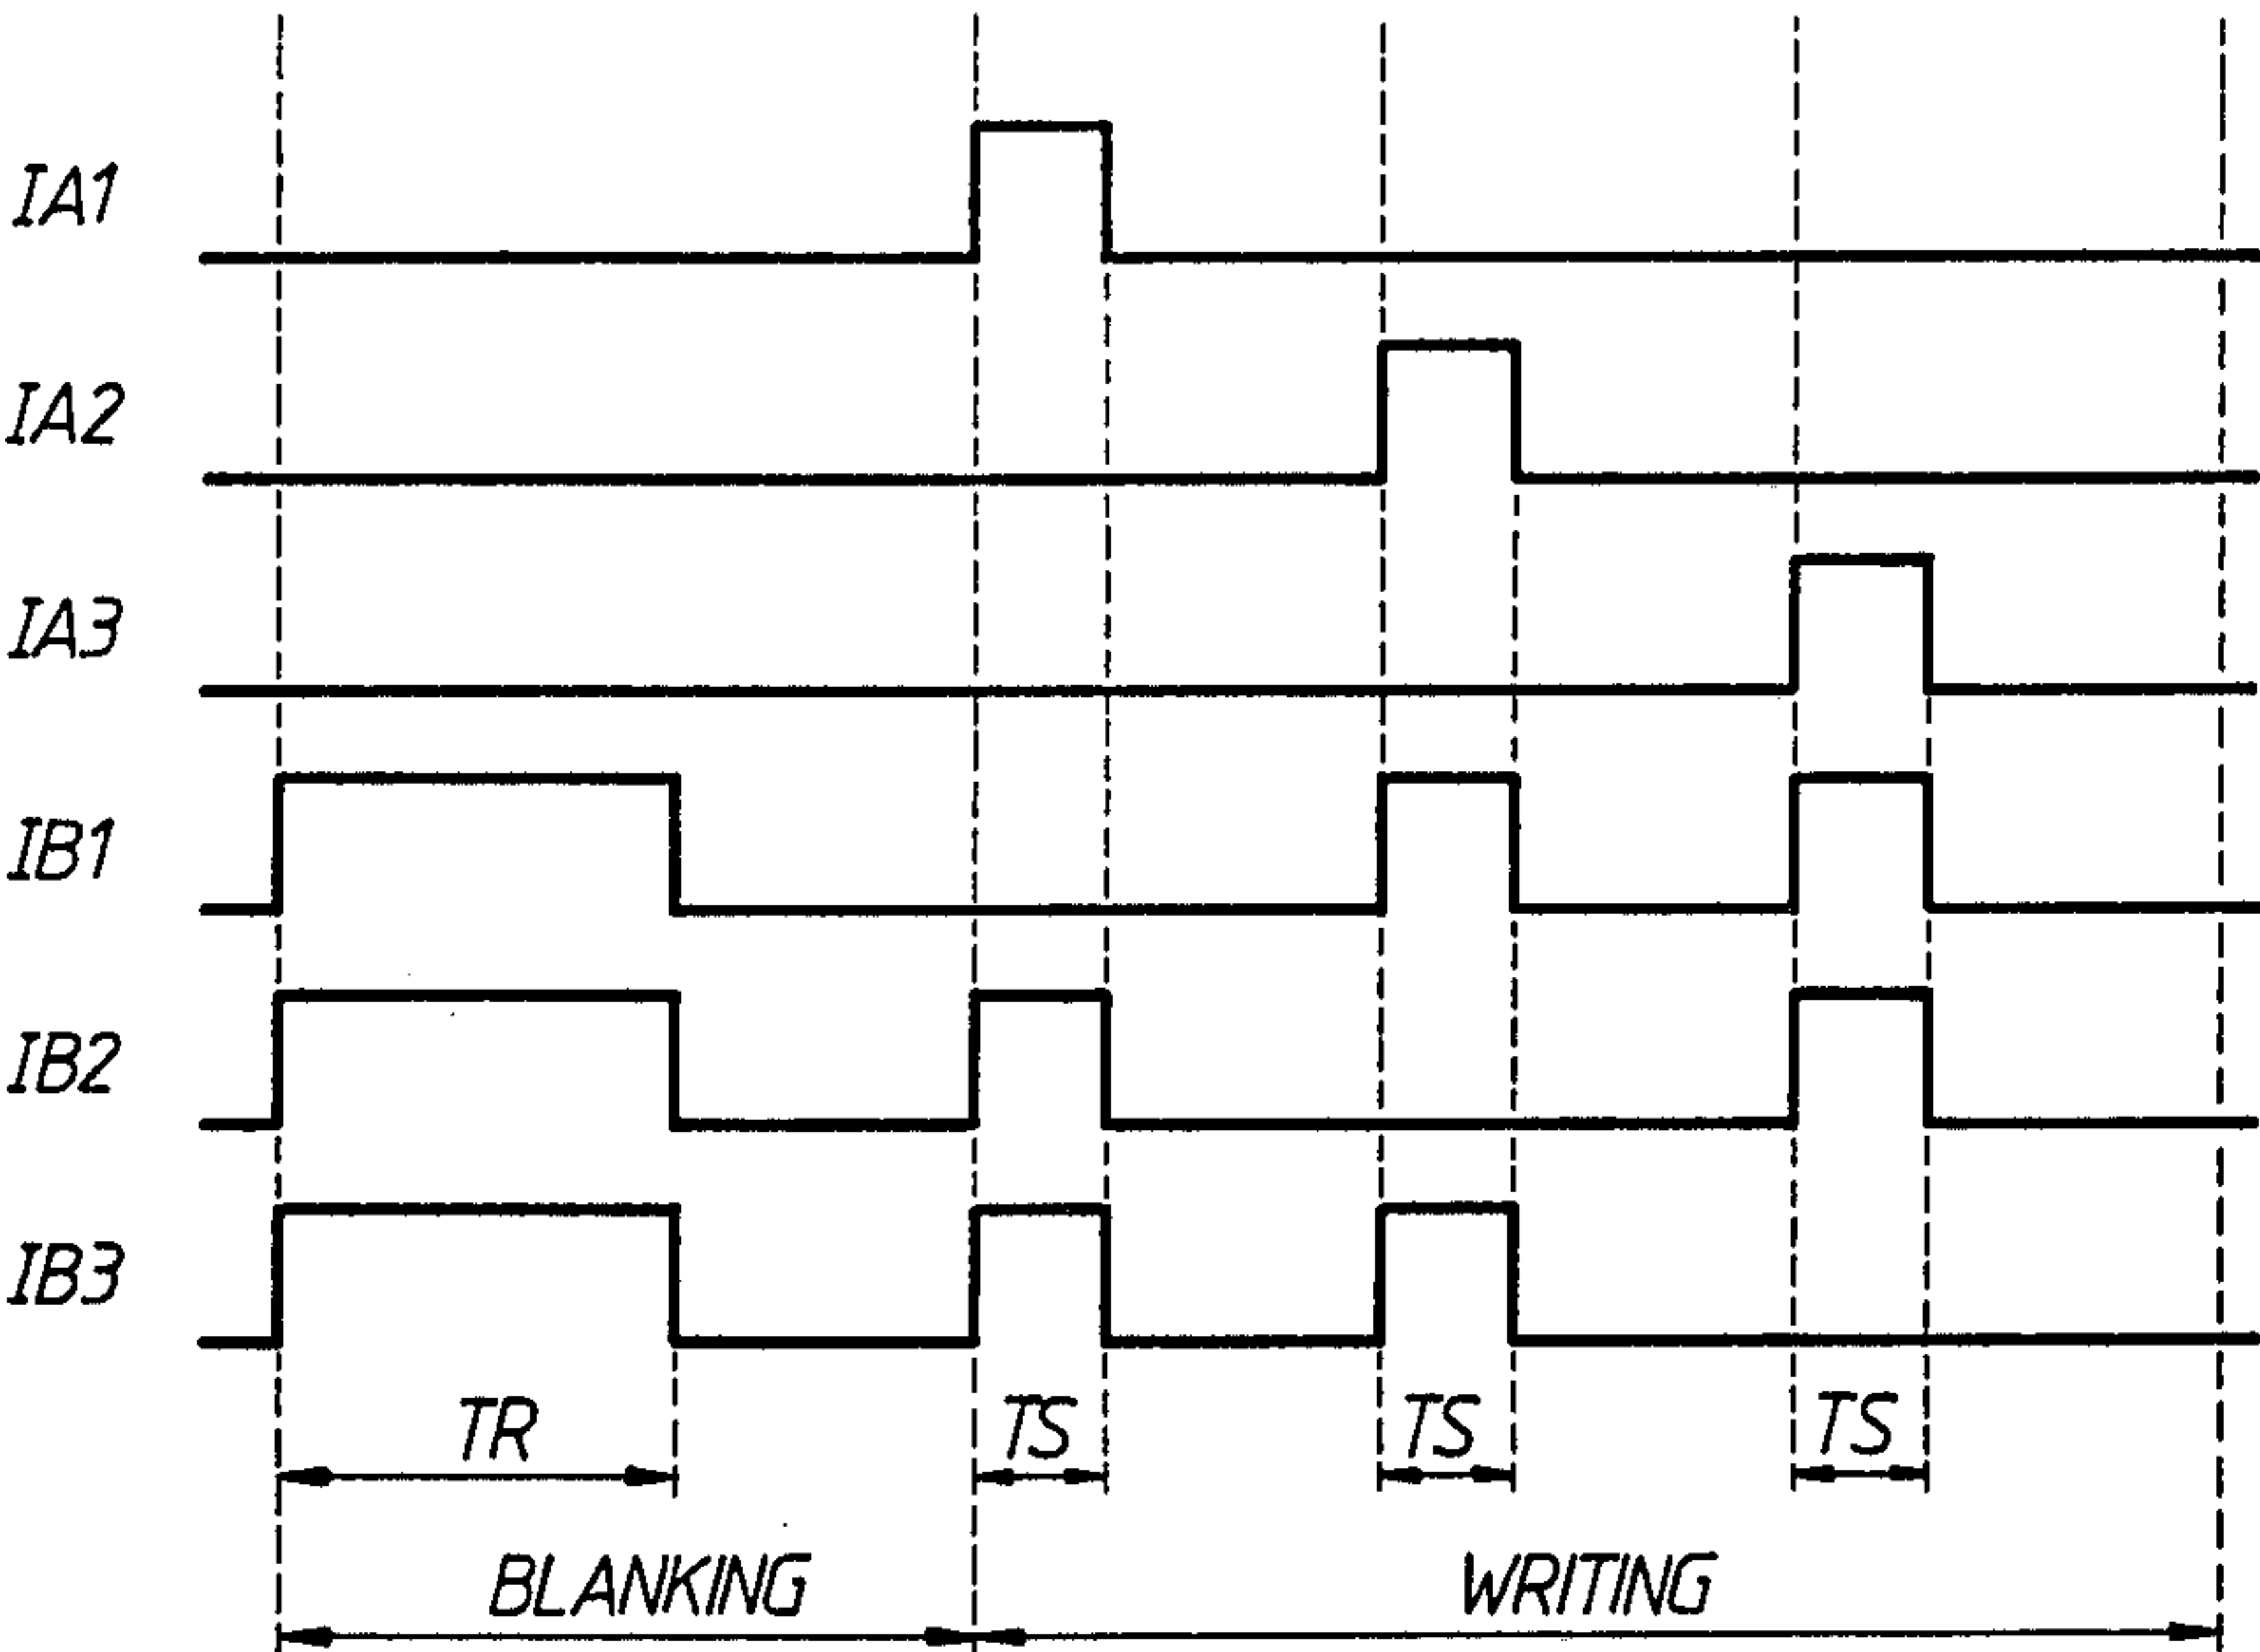 IA1
IA2
IA3
IB1
IB2
IB3
TR TS TS TS
BLANKING WRITING